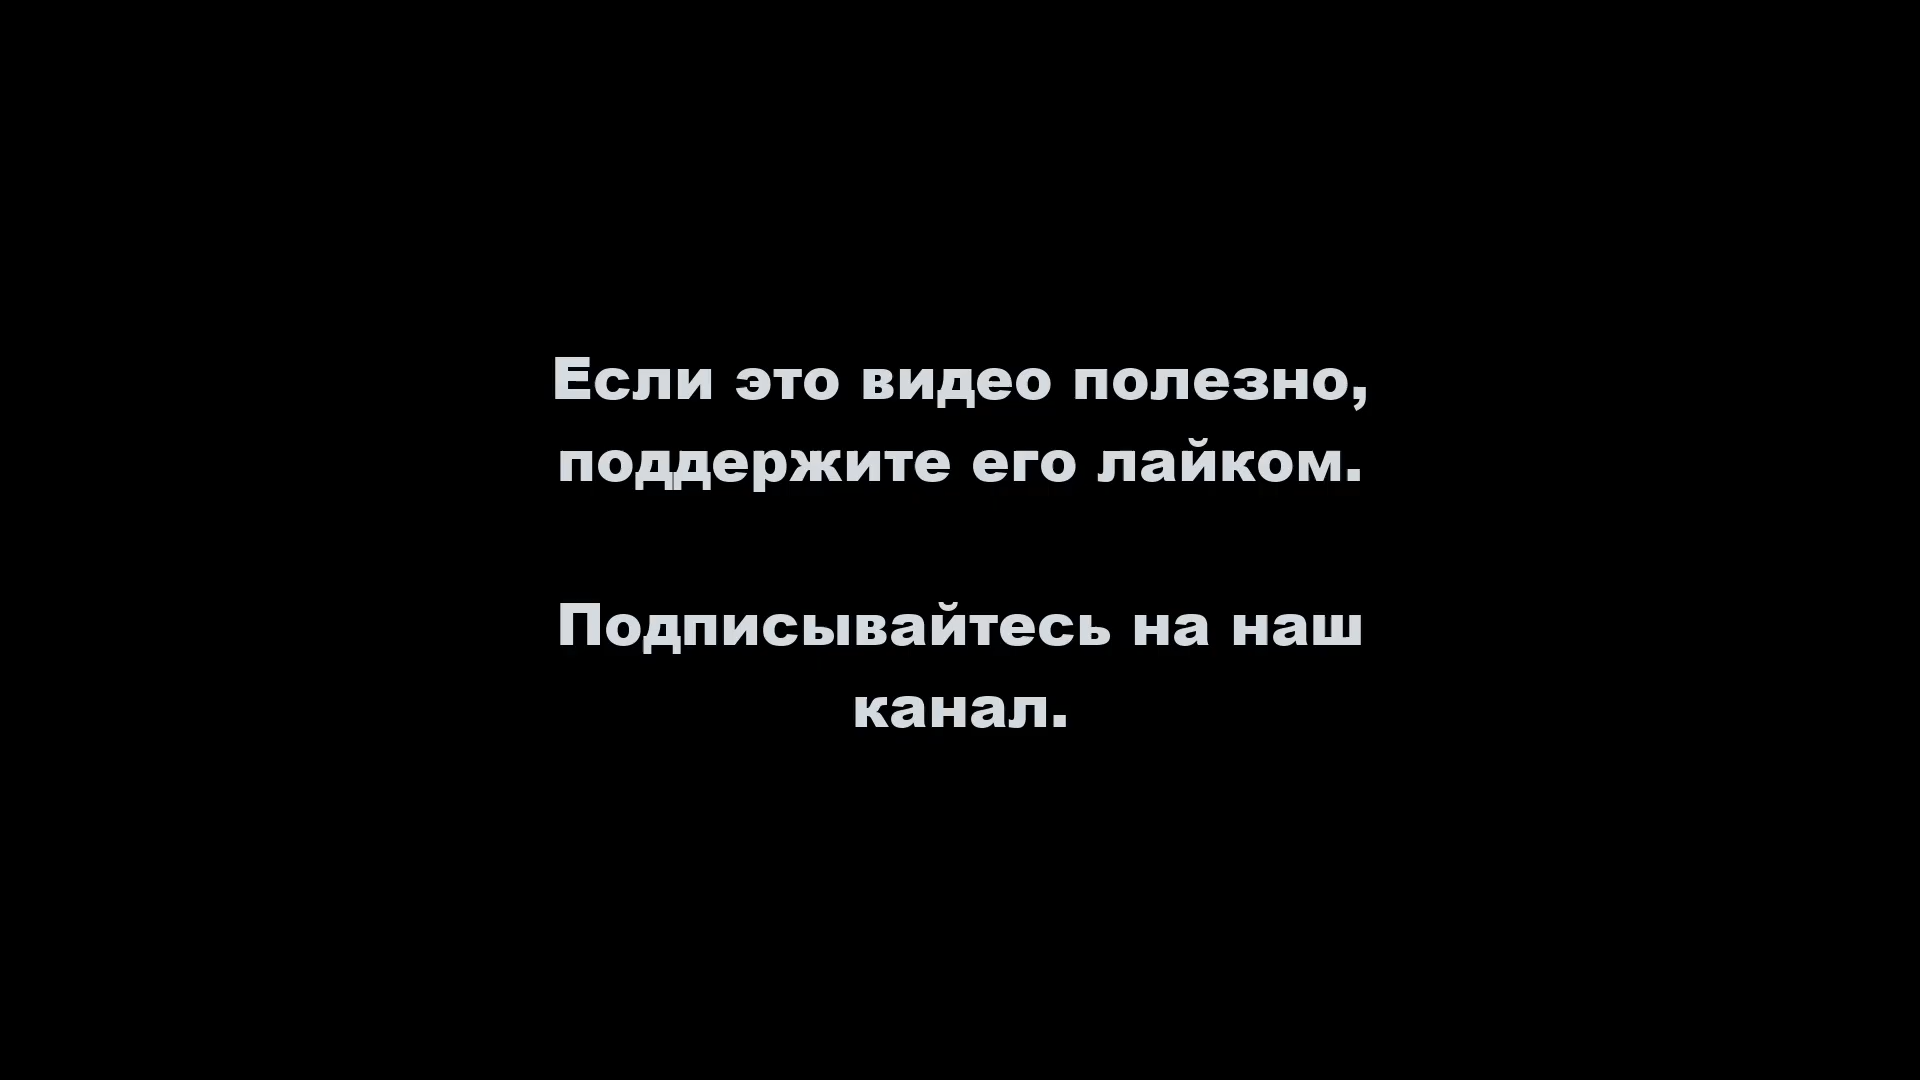 Если это видео полезно,
поддержите его лайком.
Подписывайтесь на наш
канал.